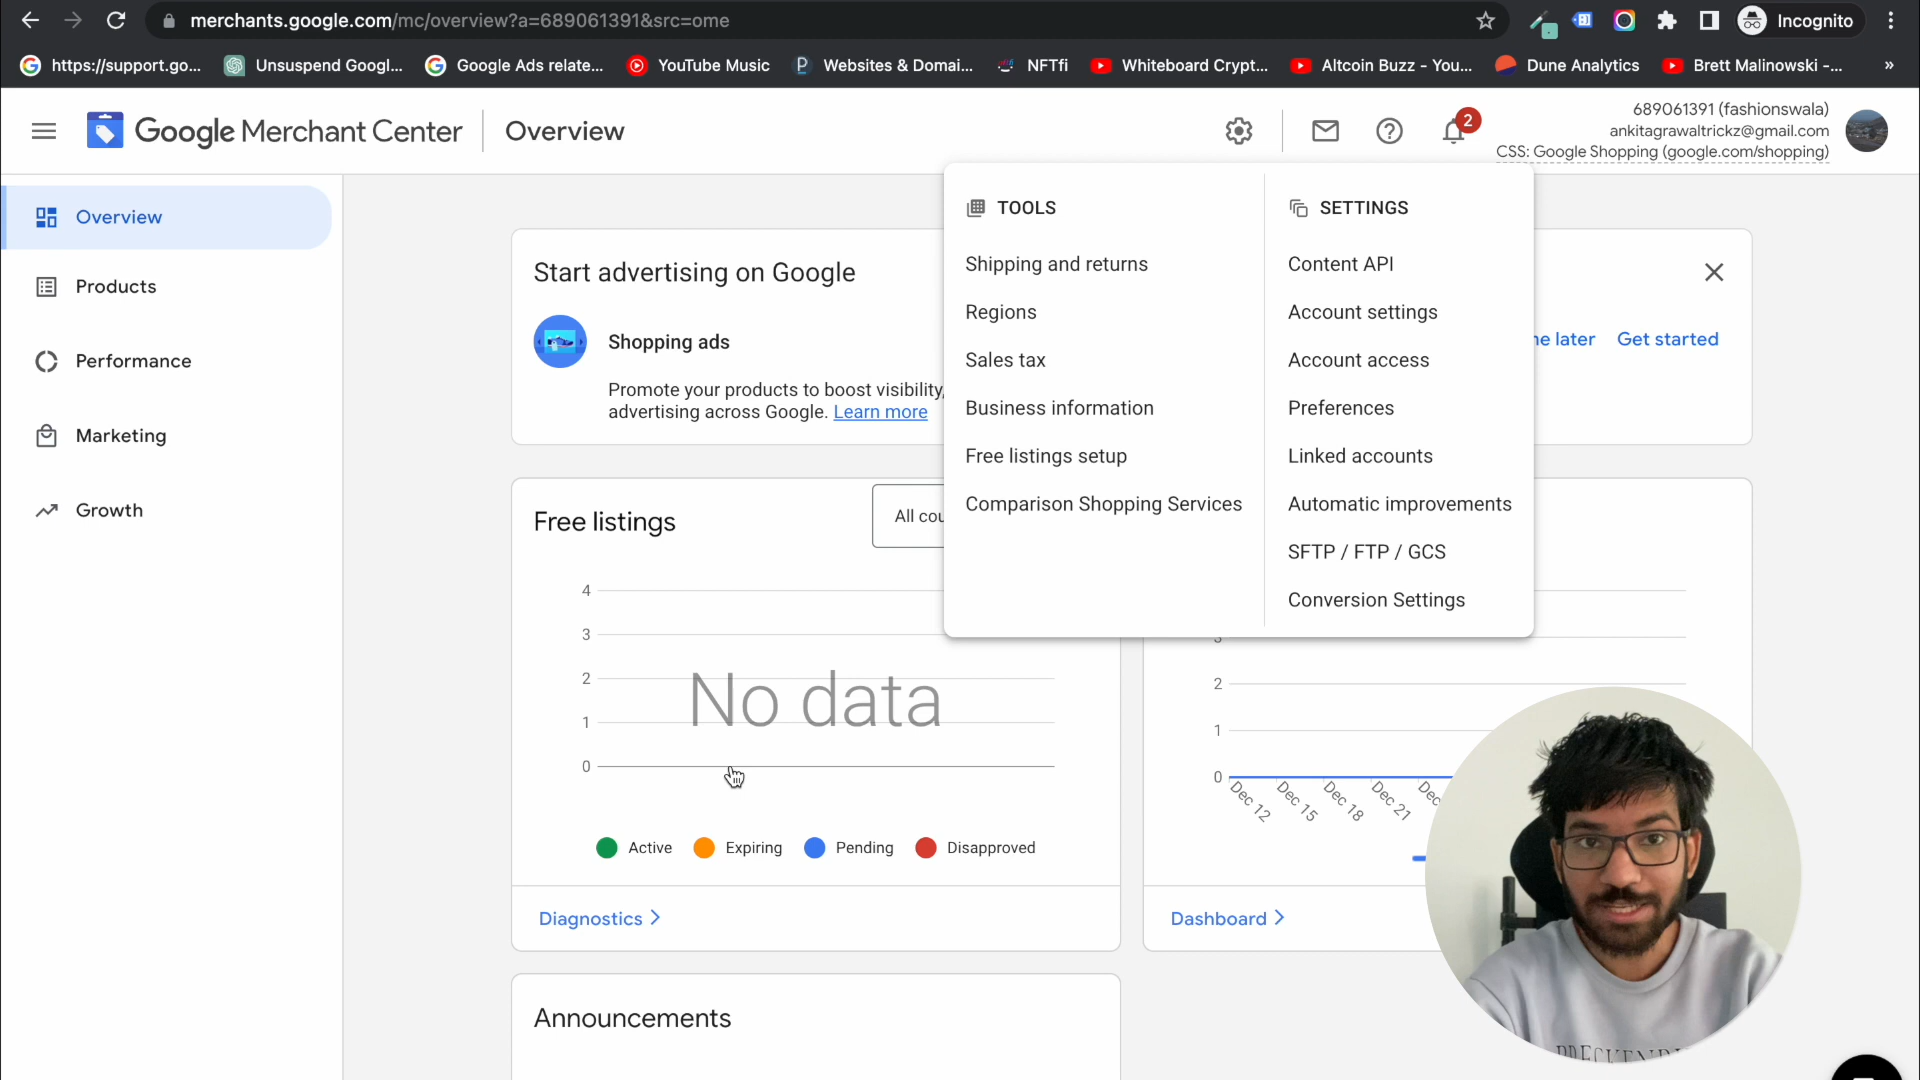 merchants.google.com/mc/overview?a=689061391&src=ome
Incognito
https://support.go...
Unsuspend Googl...
Google Ads relate...
YouTube Music
Websites & Domai...
NFTfi
Whiteboard Crypt...
Altcoin Buzz - You...
Dune Analytics
Brett Malinowski -...
»
Google Merchant Center
Overview
2
689061391 (fashionswala)
ankitagrawaltrickz@gmail.com
CSS: Google Shopping (google.com/shopping)
Overview
Products
Performance
Marketing
Growth
Start advertising on Google
Shopping ads
Promote your products to boost visibility,
advertising across Google. Learn more
later
Get started
TOOLS
Shipping and returns
Regions
Sales tax
Business information
Free listings setup
Comparison Shopping Services
SETTINGS
Content API
Account settings
Account access
Preferences
Linked accounts
Automatic improvements
SFTP / FTP / GCS
Conversion Settings
Free listings
All cou
4
3
2
1
0
No data
Active
Expiring
Pending
Disapproved
Diagnostics
3
2
1
0
Dec 12
Dec 15
Dec 18
Dec 21
Dec
Dashboard
Announcements